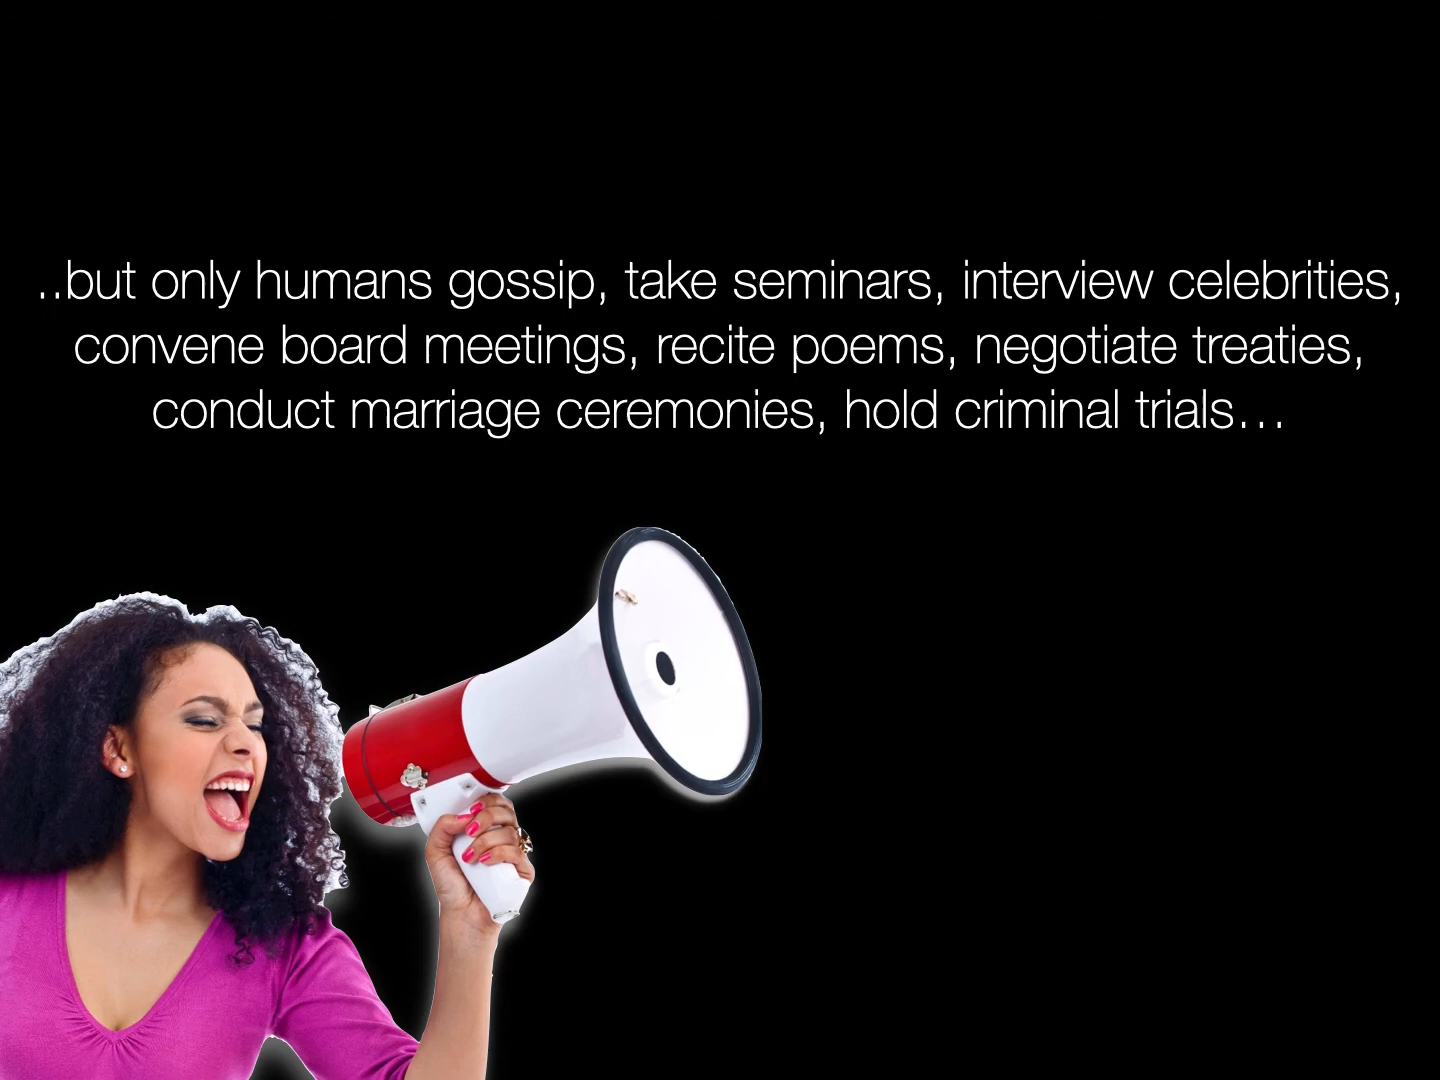 ..but only humans gossip, take seminars, interview celebrities,
convene board meetings, recite poems, negotiate treaties,
conduct marriage ceremonies, hold criminal trials…